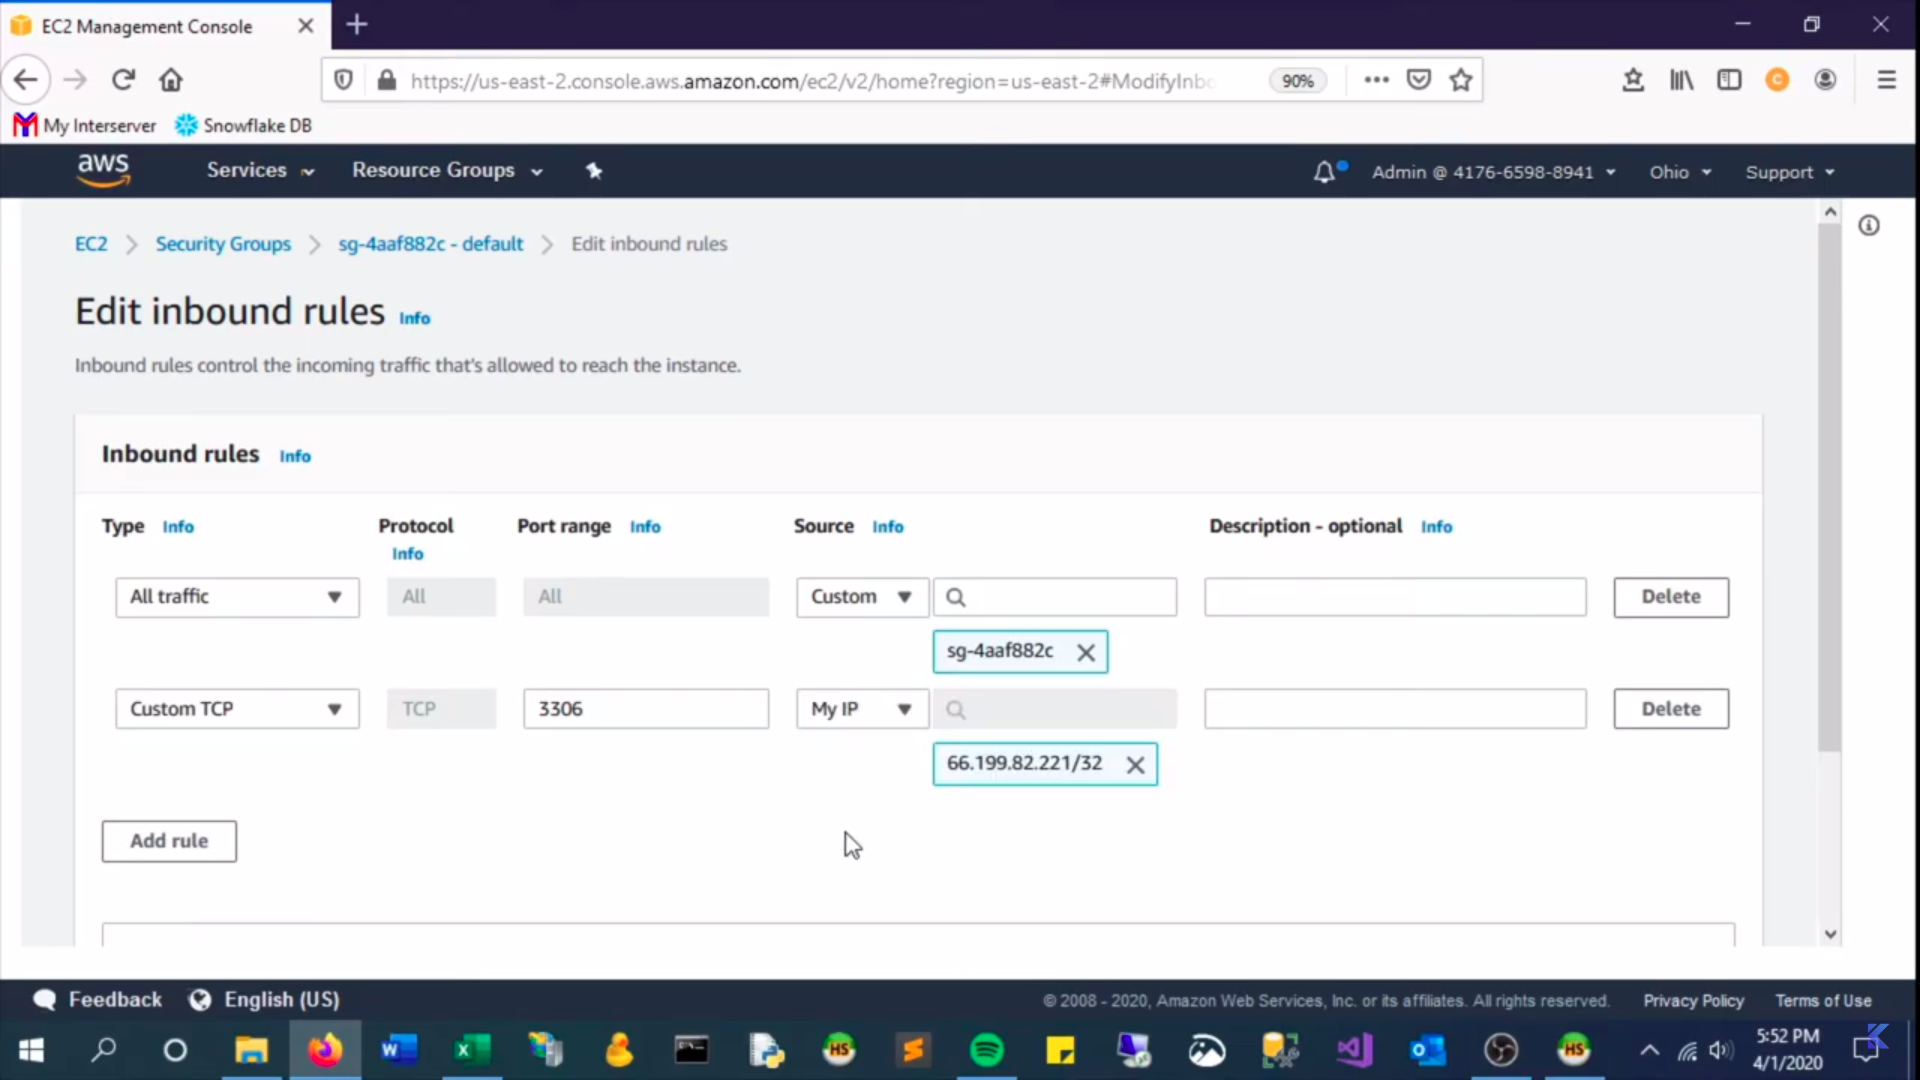 EC2 Management Console
https://us-east-2.console.aws.amazon.com/ec2/v2/home?region=us-east-2#ModifyInbo
90%
My Interserver
Snowflake DB
aws
Services
Resource Groups
Admin @ 4176-6598-8941
Ohio
Support
EC2
Security Groups
sg-4aaf882c - default
Edit inbound rules
Edit inbound rules Info
Inbound rules control the incoming traffic that's allowed to reach the instance.
Inbound rules Info
Type Info
Protocol Info
Port range Info
Source Info
Description - optional Info
All traffic
All
All
Custom
Delete
sg-4aaf882c
Custom TCP
TCP
3306
My IP
Delete
66.199.82.221/32
Add rule
Feedback
English (US)
© 2008 - 2020, Amazon Web Services, Inc. or its affiliates. All rights reserved.
Privacy Policy
Terms of Use
HS
HS
5:52 PM
4/1/2020